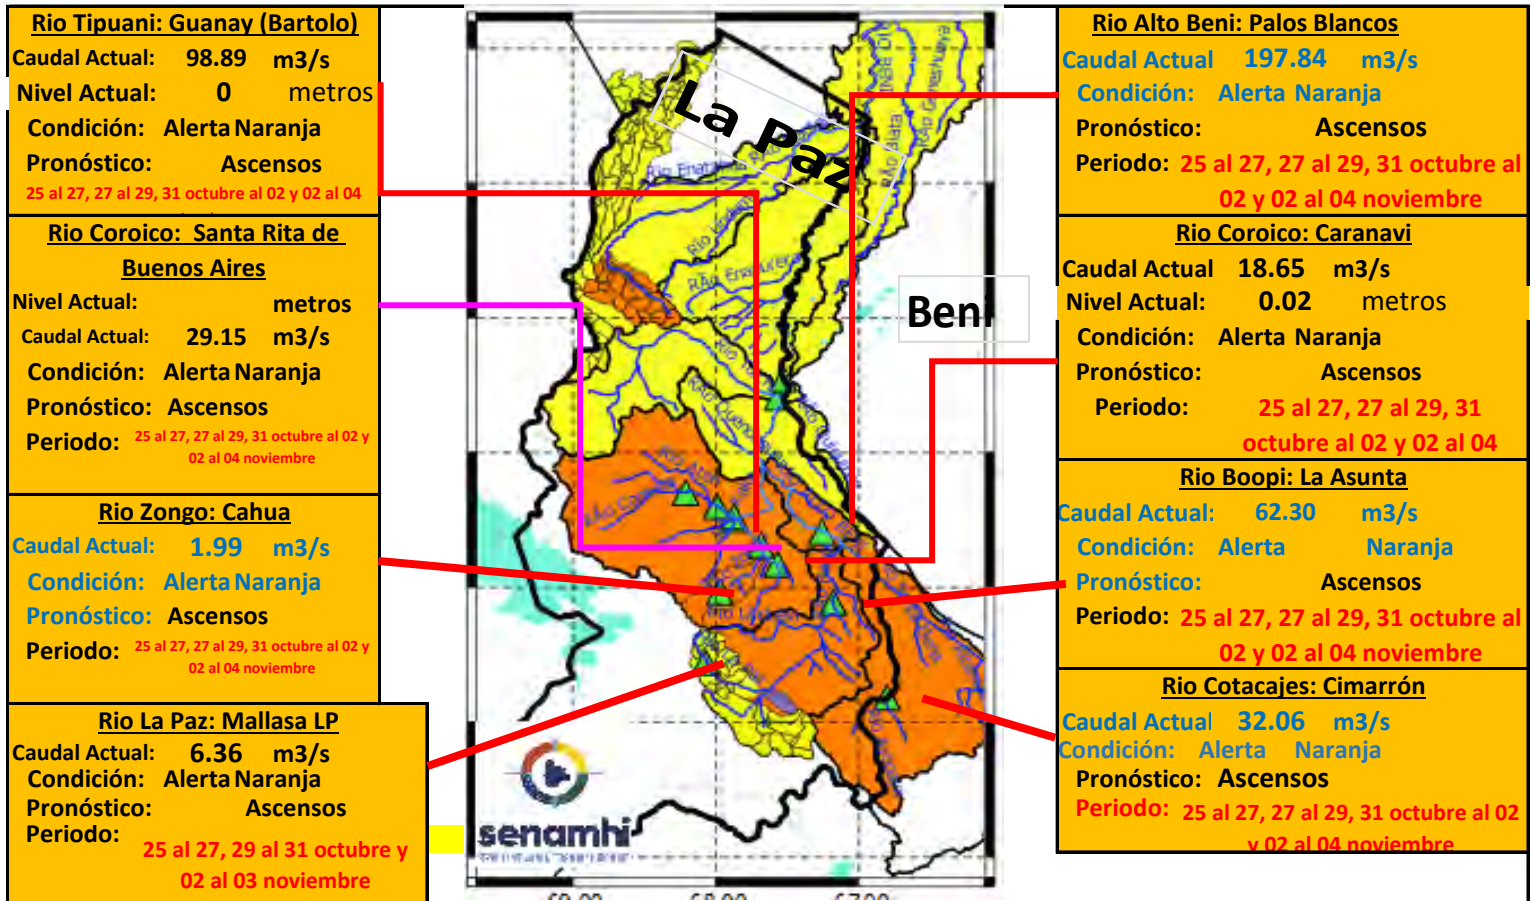 Rio Tipuani: Guanay (Bartolo)
Caudal Actual: 98.89 m3/s
Nivel Actual: 0 metros
Condición: Alerta Naranja
Pronóstico: Ascensos
25 al 27, 27 al 29, 31 octubre al 02 y 02 al 04
Rio Coroico: Santa Rita de
Buenos Aires
Nivel Actual: metros
Caudal Actual: 29.15 m3/s
Condición: Alerta Naranja
Pronóstico: Ascensos
Periodo: 25 al 27, 27 al 29, 31 octubre al 02 y
02 al 04 noviembre
Rio Zongo: Cahua
Caudal Actual: 1.99 m3/s
Condición: Alerta Naranja
Pronóstico: Ascensos
Periodo: 25 al 27, 27 al 29, 31 octubre al 02 y
02 al 04 noviembre
Rio La Paz: Mallasa LP
Caudal Actual: 6.36 m3/s
Condición: Alerta Naranja
Pronóstico: Ascensos
Periodo:
25 al 27, 29 al 31 octubre y
02 al 03 noviembre
La Paz
Beni
senamhi
Rio Alto Beni: Palos Blancos
Caudal Actual 197.84 m3/s
Condición: Alerta Naranja
Pronóstico: Ascensos
Periodo: 25 al 27, 27 al 29, 31 octubre al
02 y 02 al 04 noviembre
Rio Coroico: Caranavi
Caudal Actual 18.65 m3/s
Nivel Actual: 0.02 metros
Condición: Alerta Naranja
Pronóstico: Ascensos
Periodo: 25 al 27, 27 al 29, 31
octubre al 02 y 02 al 04
Rio Boopi: La Asunta
Caudal Actual: 62.30 m3/s
Condición: Alerta Naranja
Pronóstico: Ascensos
Periodo: 25 al 27, 27 al 29, 31 octubre al
02 y 02 al 04 noviembre
Rio Cotacajes: Cimarrón
Caudal Actual 32.06 m3/s
Condición: Alerta Naranja
Pronóstico: Ascensos
Periodo: 25 al 27, 27 al 29, 31 octubre al 02
y 02 al 04 noviembre